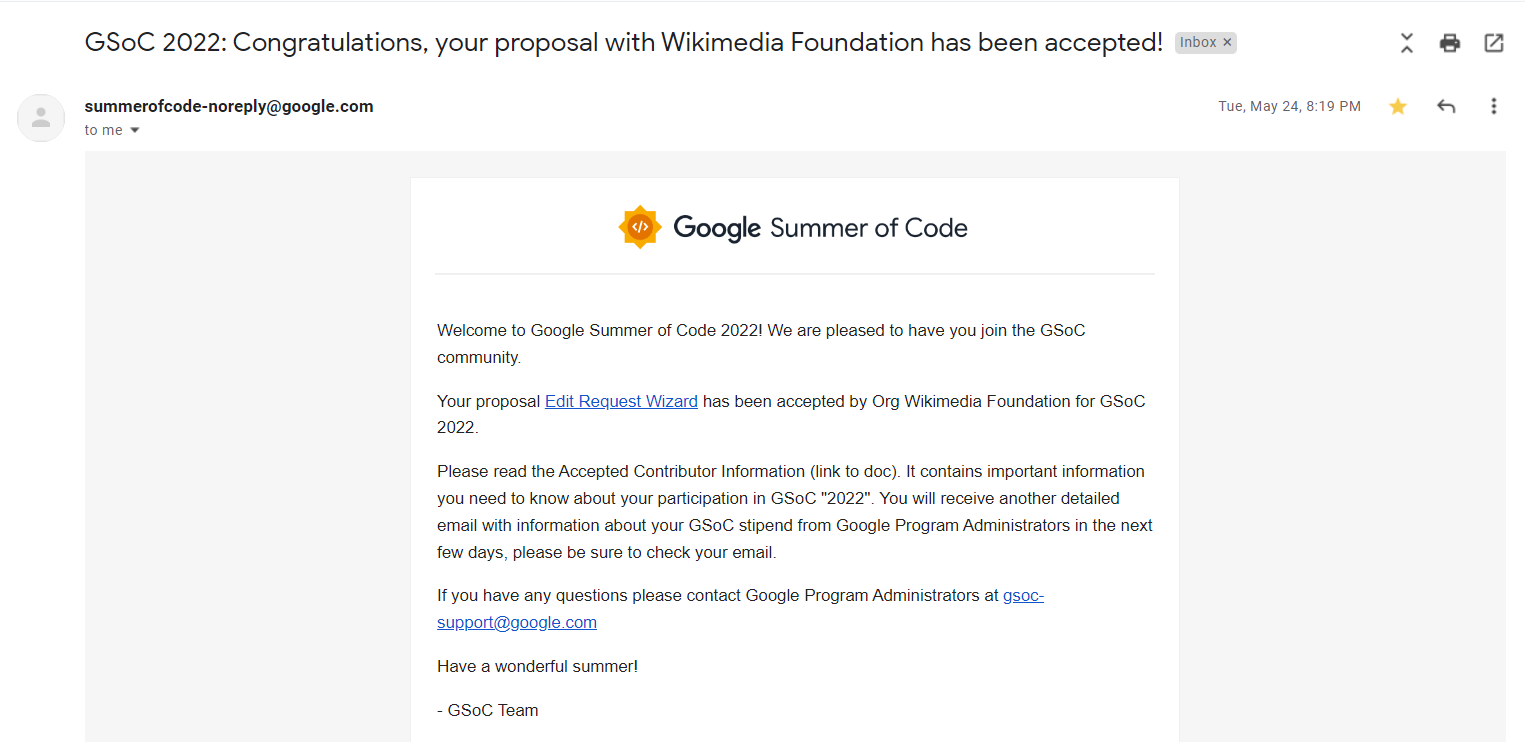 GSoC 2022: Congratulations, your proposal with Wikimedia Foundation has been accepted! Inbox ×
summerofcode-noreply@google.com Tue, May 24, 8:19 PM
to me
Google Summer of Code
Welcome to Google Summer of Code 2022! We are pleased to have you join the GSoC
community.
Your proposal Edit Request Wizard has been accepted by Org Wikimedia Foundation for GSoC
2022.
Please read the Accepted Contributor Information (link to doc). It contains important information
you need to know about your participation in GSoC "2022". You will receive another detailed
email with information about your GSoC stipend from Google Program Administrators in the next
few days, please be sure to check your email.
If you have any questions please contact Google Program Administrators at gsoc-
support@google.com
Have a wonderful summer!
- GSoC Team